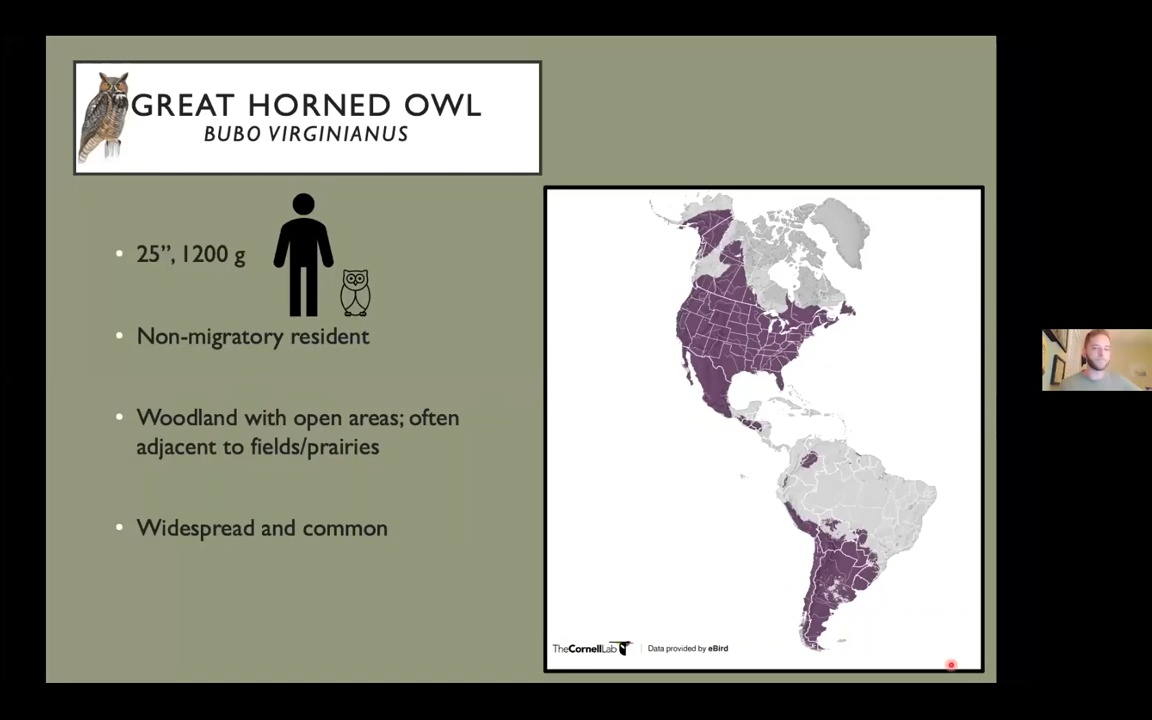 GREAT HORNED OWL
BUBO VIRGINIANUS
• 25”, 1200 g
• Non-migratory resident
• Woodland with open areas; often
adjacent to fields/prairies
• Widespread and common
TheCornellLab | Data provided by eBird